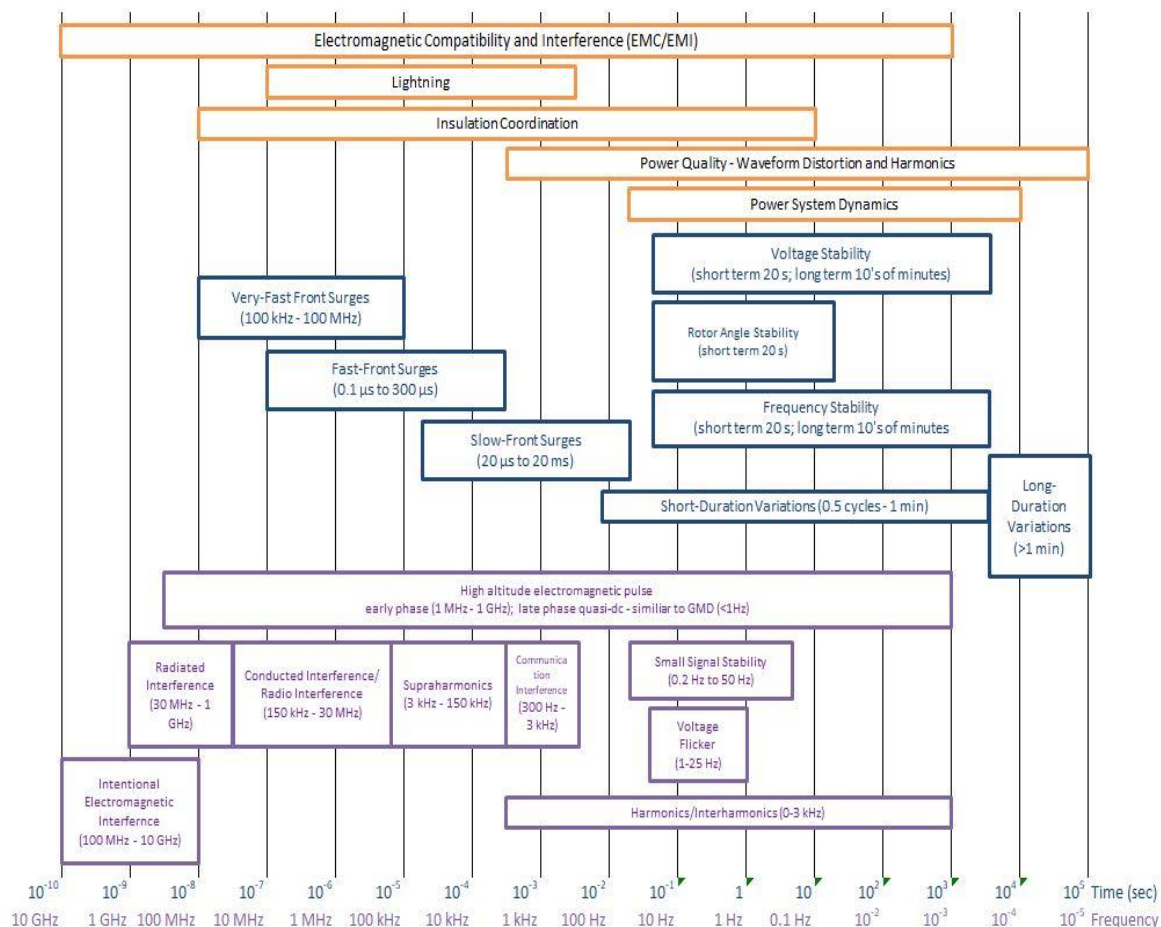 Electromagnetic Compatibility and Interference (EMC/EMI)
Lightning
Insulation Coordination
Power Quality - Waveform Distortion and Harmonics
Power System Dynamics
Voltage Stability
(short term 20 s; long term 10's of minutes)
Very-Fast Front Surges
(100 kHz - 100 MHz)
Rotor Angle Stability
(short term 20 s)
Fast-Front Surges
(0.1 µs to 300 µs)
Frequency Stability
(short term 20 s; long term 10's of minutes
Slow-Front Surges
(20 µs to 20 ms)
Short-Duration Variations (0.5 cycles - 1 min)
Long-
Duration
Variations
(>1 min)
High altitude electromagnetic pulse
early phase (1 MHz - 1 GHz); late phase quasi-dc - similiar to GMD (<1Hz)
Radiated
Interference
(30 MHz - 1
GHz)
Conducted Interference/
Radio Interference
(150 kHz - 30 MHz)
Supraharmonics
(3 kHz - 150 kHz)
Communica
tion
Interference
(300 Hz -
3 kHz)
Small Signal Stability
(0.2 Hz to 50 Hz)
Voltage
Flicker
(1-25 Hz)
Intentional
Electromagnetic
Interfernce
(100 MHz - 10 GHz)
Harmonics/Interharmonics (0-3 kHz)
10⁻¹⁰ 10⁻⁹ 10⁻⁸ 10⁻⁷ 10⁻⁶ 10⁻⁵ 10⁻⁴ 10⁻³ 10⁻² 10⁻¹ 1 10 10² 10³ 10⁴ 10⁵ Time (sec)
10 GHz 1 GHz 100 MHz 10 MHz 1 MHz 100 kHz 10 kHz 1 kHz 100 Hz 10 Hz 1 Hz 0.1 Hz 10⁻² 10⁻³ 10⁻⁴ 10⁻⁵ Frequency